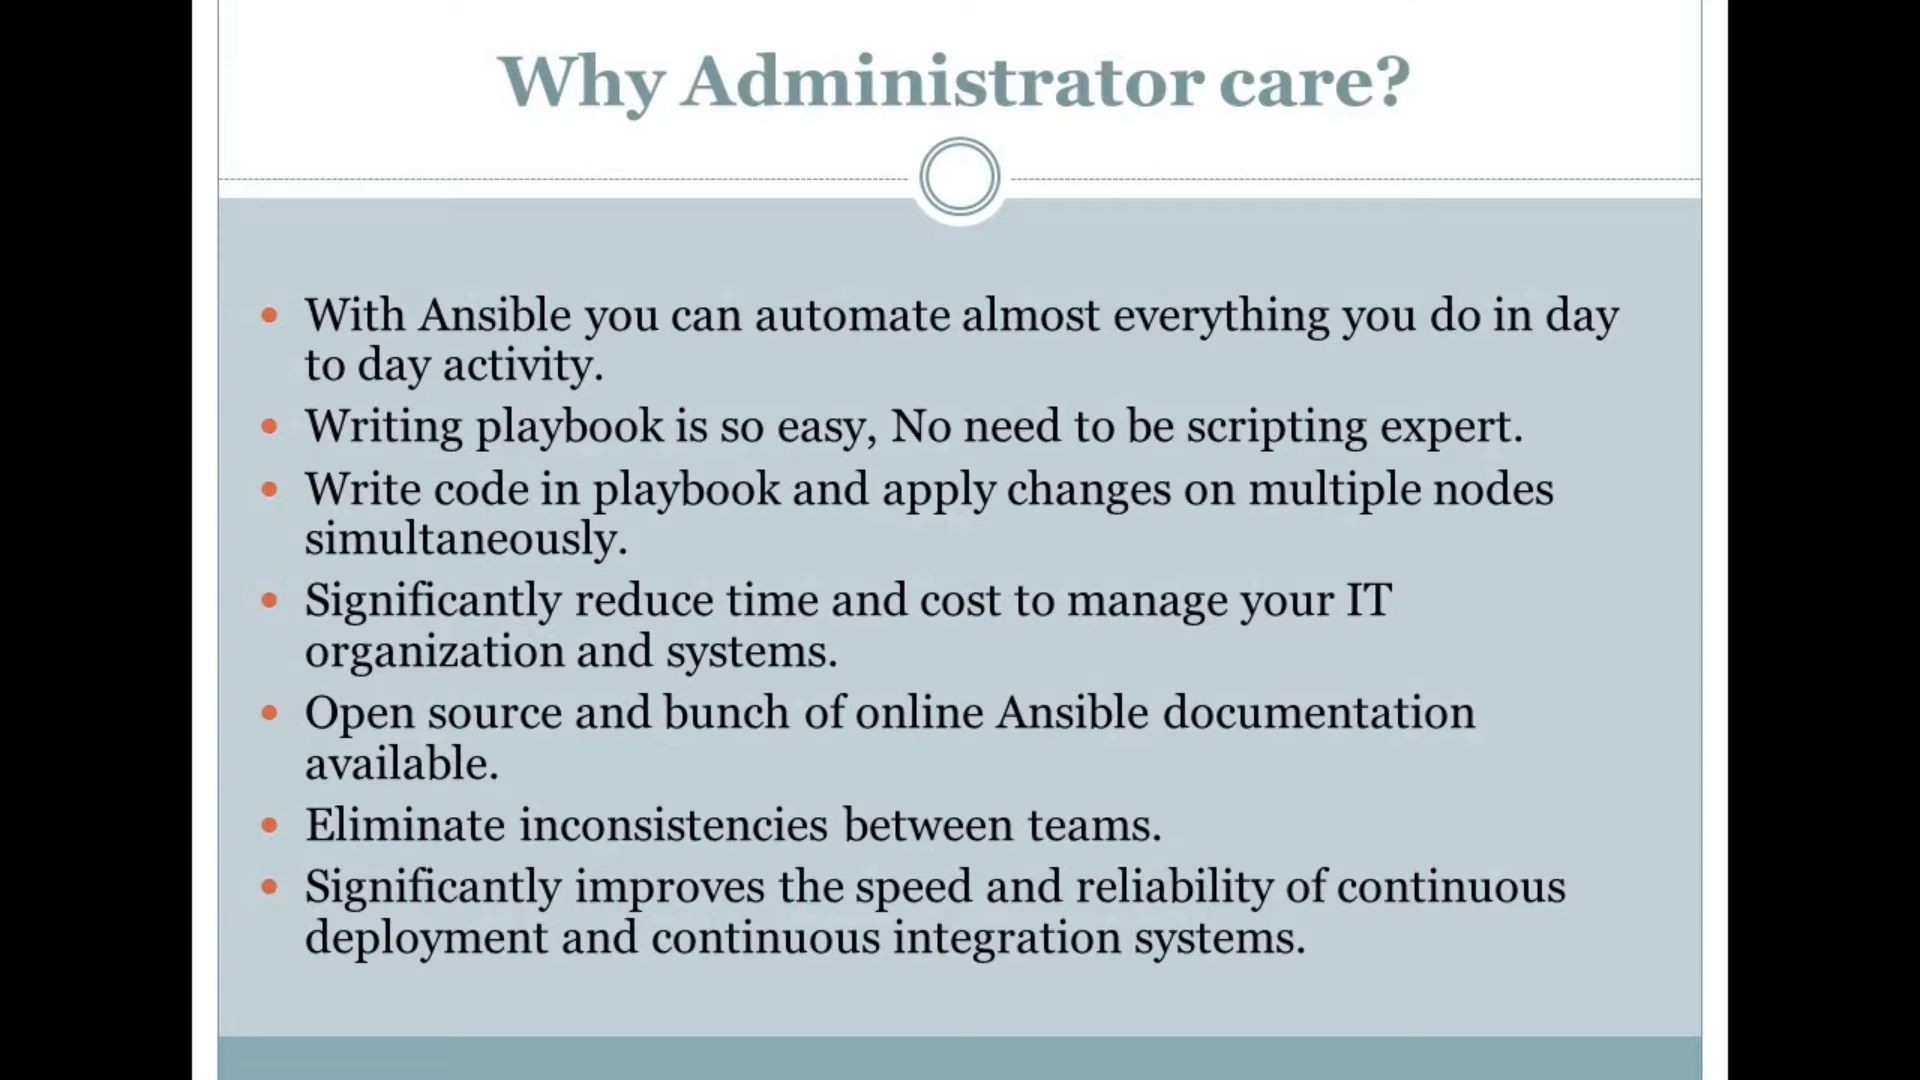 Why Administrator care?
• With Ansible you can automate almost everything you do in day
to day activity.
• Writing playbook is so easy, No need to be scripting expert.
• Write code in playbook and apply changes on multiple nodes
simultaneously.
• Significantly reduce time and cost to manage your IT
organization and systems.
• Open source and bunch of online Ansible documentation
available.
• Eliminate inconsistencies between teams.
• Significantly improves the speed and reliability of continuous
deployment and continuous integration systems.